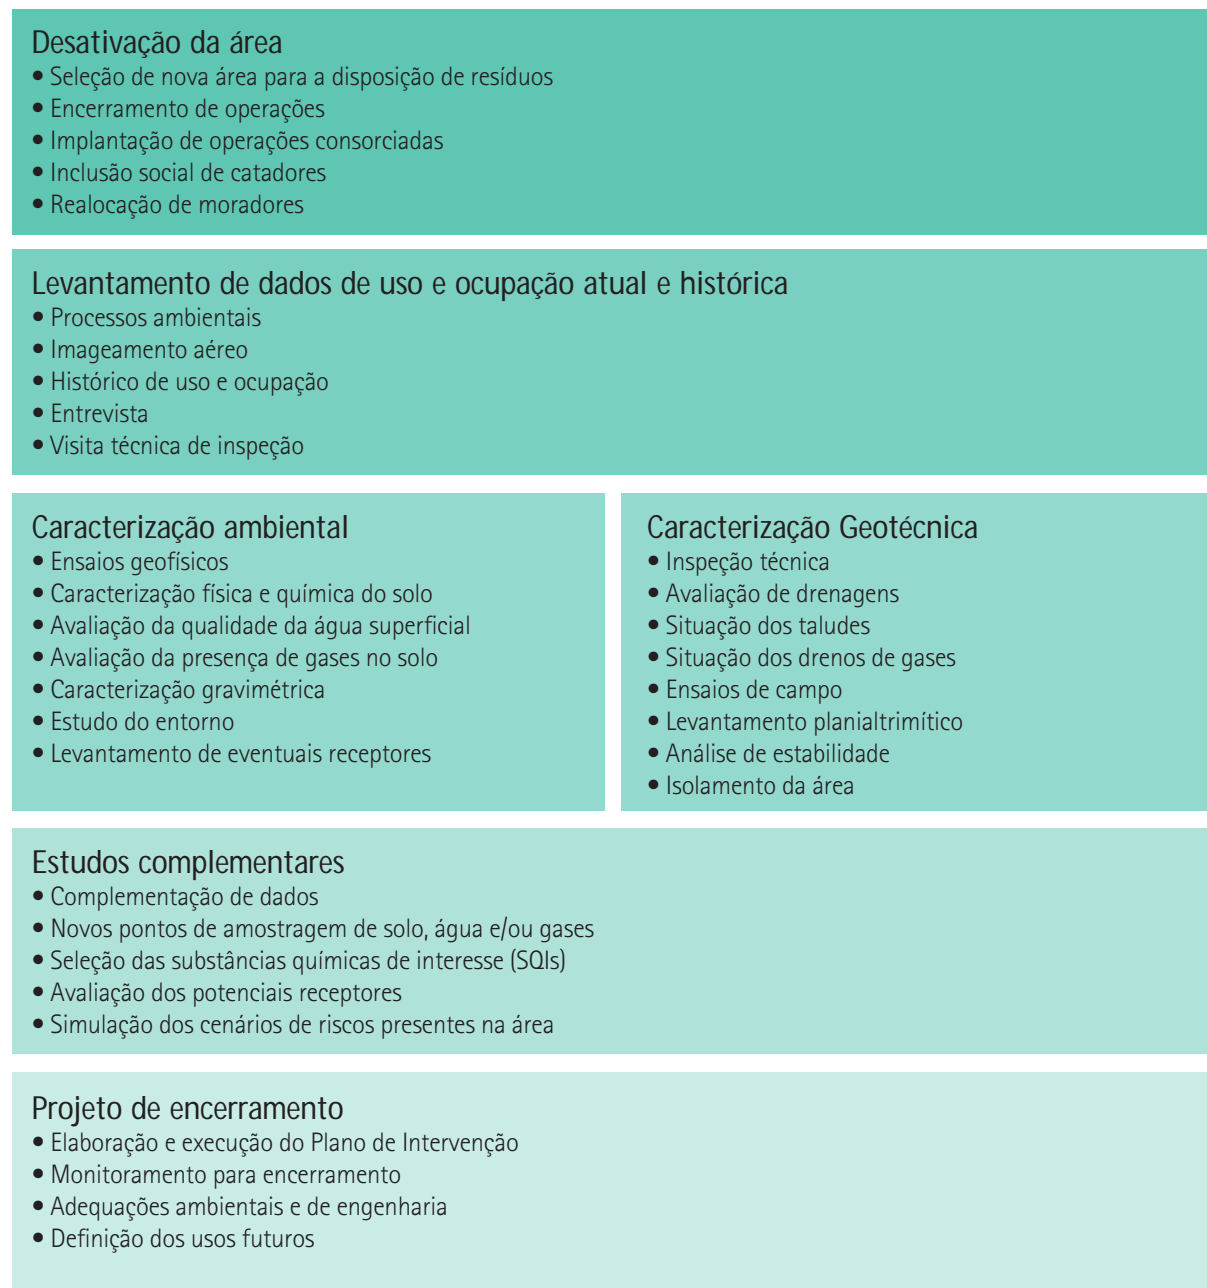 Desativação da área
• Seleção de nova área para a disposição de resíduos
• Encerramento de operações
• Implantação de operações consorciadas
• Inclusão social de catadores
• Realocação de moradores
Levantamento de dados de uso e ocupação atual e histórica
• Processos ambientais
• Imageamento aéreo
• Histórico de uso e ocupação
• Entrevista
• Visita técnica de inspeção
Caracterização ambiental
• Ensaios geofísicos
• Caracterização física e química do solo
• Avaliação da qualidade da água superficial
• Avaliação da presença de gases no solo
• Caracterização gravimétrica
• Estudo do entorno
• Levantamento de eventuais receptores
Caracterização Geotécnica
• Inspeção técnica
• Avaliação de drenagens
• Situação dos taludes
• Situação dos drenos de gases
• Ensaios de campo
• Levantamento planialtrimítico
• Análise de estabilidade
• Isolamento da área
Estudos complementares
• Complementação de dados
• Novos pontos de amostragem de solo, água e/ou gases
• Seleção das substâncias químicas de interesse (SQIs)
• Avaliação dos potenciais receptores
• Simulação dos cenários de riscos presentes na área
Projeto de encerramento
• Elaboração e execução do Plano de Intervenção
• Monitoramento para encerramento
• Adequações ambientais e de engenharia
• Definição dos usos futuros